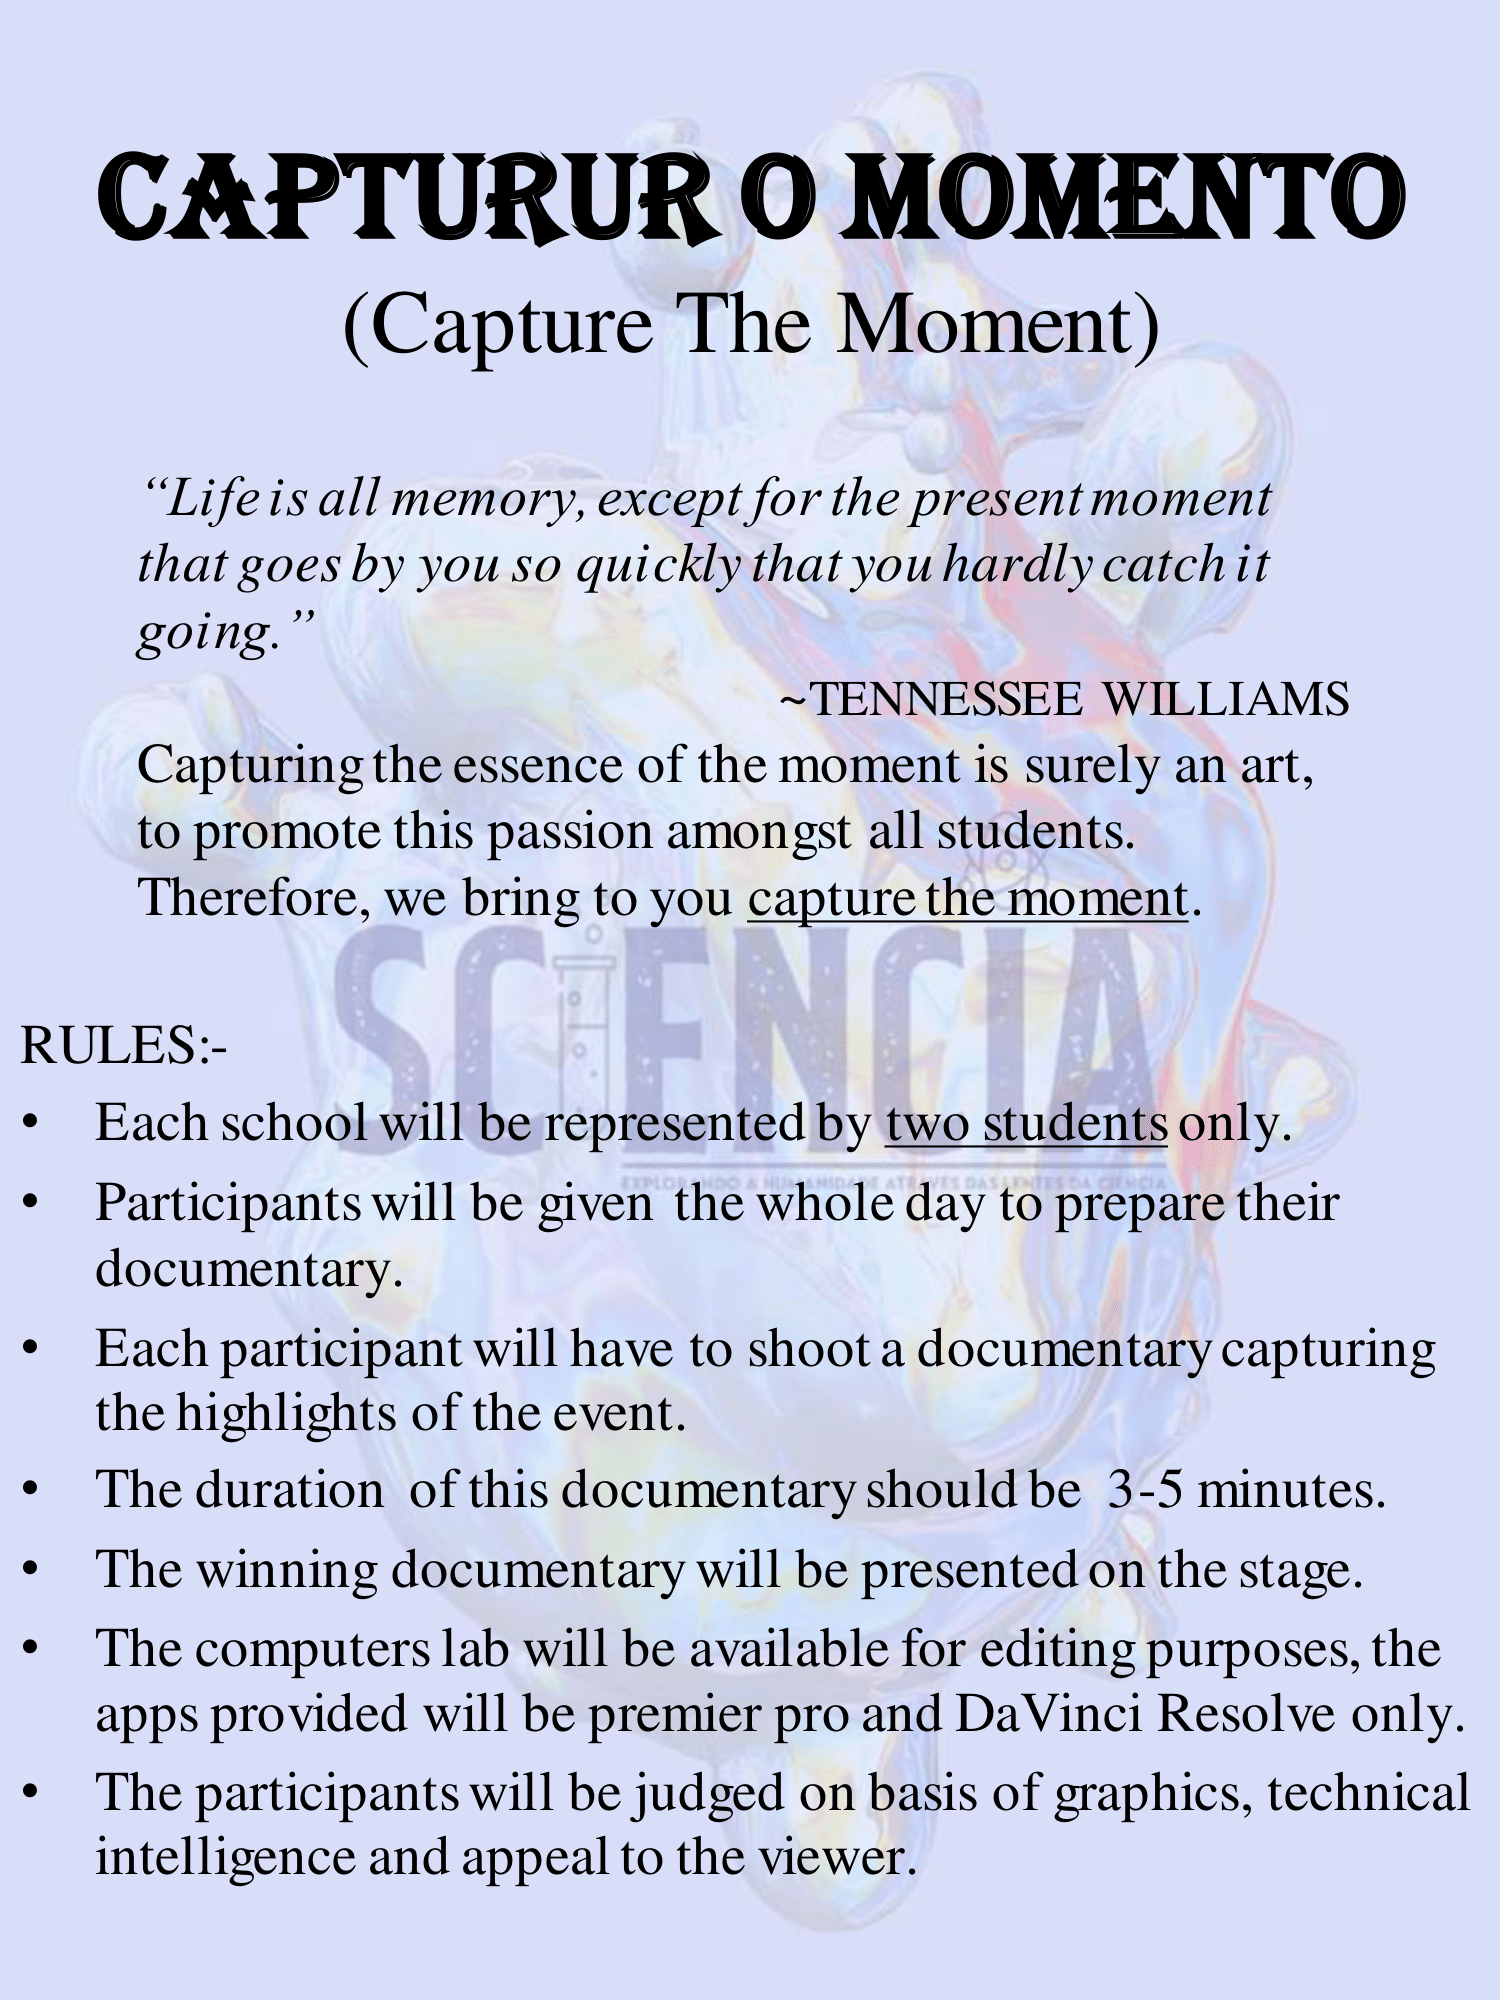 CAPTURUR O MOMENTO
(Capture The Moment)
“Life is all memory, except for the present moment
that goes by you so quickly that you hardly catch it
going.”
~TENNESSEE WILLIAMS
Capturing the essence of the moment is surely an art,
to promote this passion amongst all students.
Therefore, we bring to you capture the moment.
SCIENCIA
EXPLORANDO A HUMANIDADE ATRAVES DAS LENTES DA CIENCIA
RULES:-
• Each school will be represented by two students only.
• Participants will be given the whole day to prepare their
documentary.
• Each participant will have to shoot a documentary capturing
the highlights of the event.
• The duration of this documentary should be 3-5 minutes.
• The winning documentary will be presented on the stage.
• The computers lab will be available for editing purposes, the
apps provided will be premier pro and DaVinci Resolve only.
• The participants will be judged on basis of graphics, technical
intelligence and appeal to the viewer.